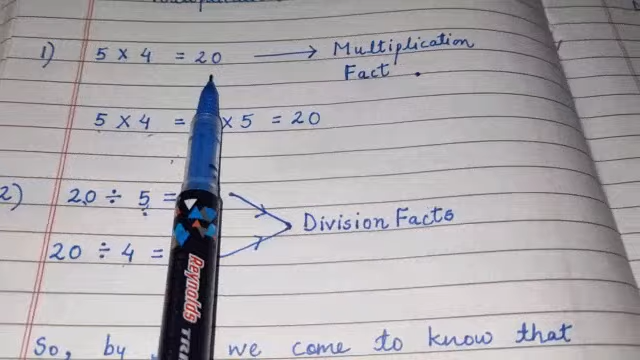 1) 5 × 4 = 20 → Multiplication
Fact.
5 × 4 = × 5 = 20
2) 20 ÷ 5 =
20 ÷ 4 =
Division Facts
Reynolds
So, by we come to know that